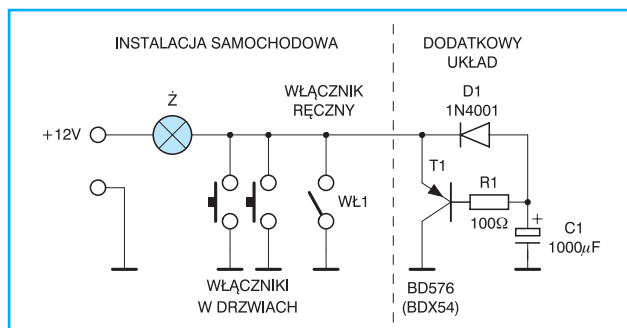 INSTALACJA SAMOCHODOWA
DODATKOWY
UKŁAD
Ż
WŁĄCZNIK
RĘCZNY
D1
1N4001
+12V
T1
R1
100Ω
WŁ1
+
C1
1000µF
WŁĄCZNIKI
W DRZWIACH
BD576
(BDX54)